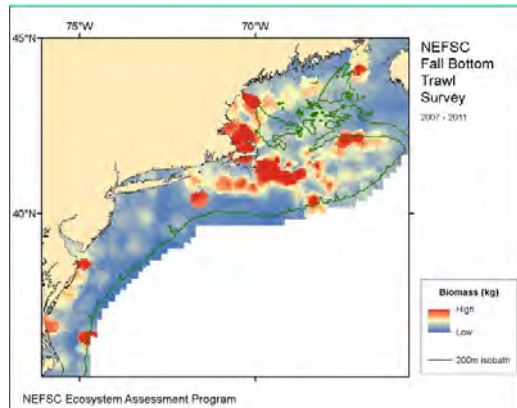 75°W
70°W
45°N
40°N
NEFSC
Fall Bottom
Trawl
Survey
2007 - 2011
Biomass (kg)
High
Low
200m isobath
NEFSC Ecosystem Assessment Program